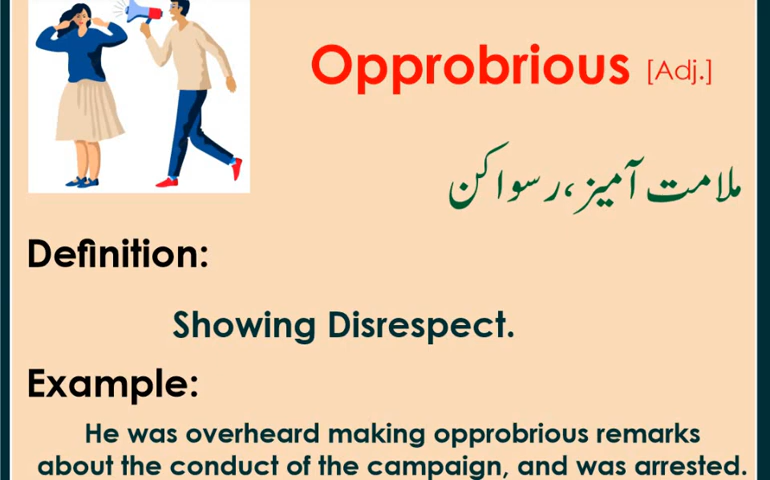 Opprobrious [Adj.]
ملامت آمیز، رسوا کن
Definition:
Showing Disrespect.
Example:
He was overheard making opprobrious remarks
about the conduct of the campaign, and was arrested.